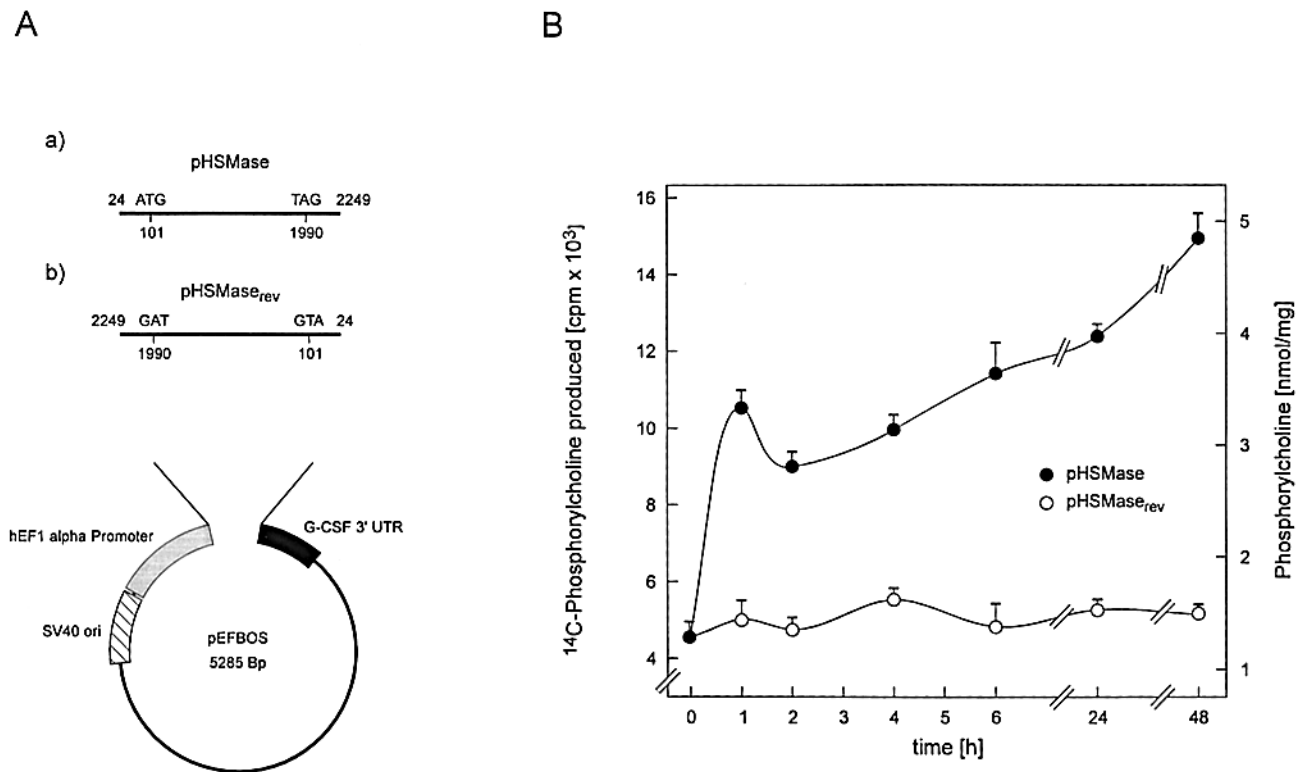 A
a)
pHSMase
24 ATG TAG 2249
101 1990
b)
pHSMaserev
2249 GAT GTA 24
1990 101
hEF1 alpha Promoter
G-CSF 3' UTR
SV40 ori
pEFBOS
5285 Bp
B
14C-Phosphorylcholine produced [cpm x 10³]
16
14
12
10
8
6
4
5
4
3
2
1
Phosphorylcholine [nmol/mg]
pHSMase
pHSMaserev
0 1 2 3 4 5 6 24 48
time [h]